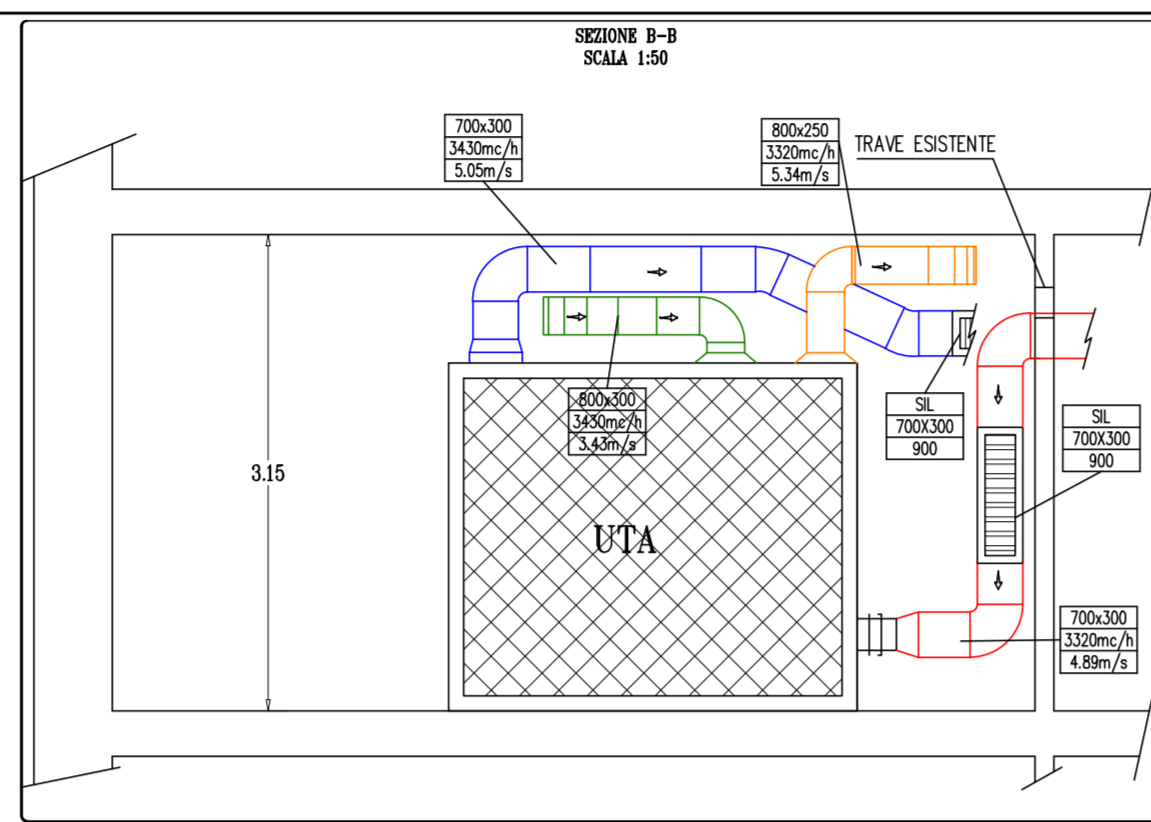 SEZIONE B-B
SCALA 1:50
700x300
3430mc/h
5.05m/s
800x250
3320mc/h
5.34m/s
TRAVE ESISTENTE
800x300
3430mc/h
3.43m/s
SIL
700X300
900
SIL
700X300
900
3.15
UTA
700x300
3320mc/h
4.89m/s